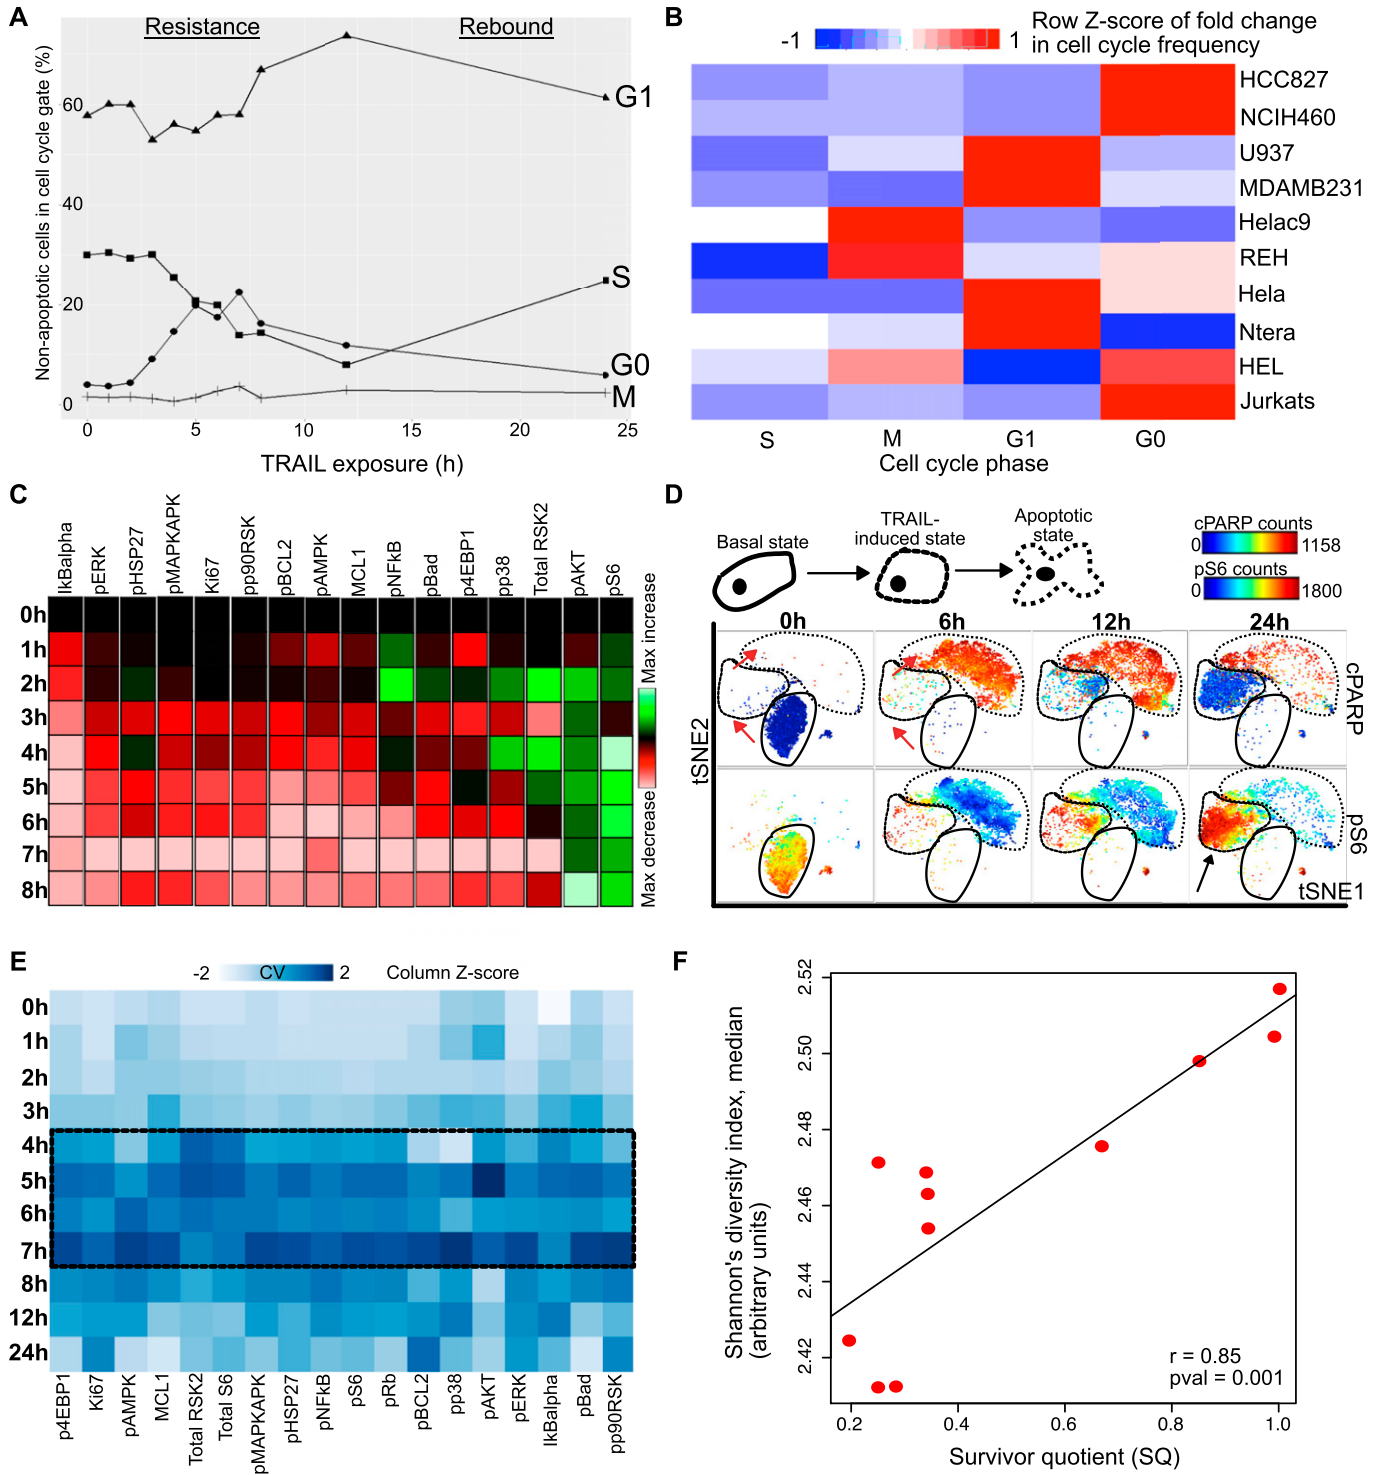 A
Resistance
Rebound
Non-apoptotic cells in cell cycle gate (%)
60
40
20
0
G1
S
G0
M
0 5 10 15 20 25
TRAIL exposure (h)
B
-1 1
Row Z-score of fold change
in cell cycle frequency
HCC827
NCIH460
U937
MDAMB231
Helac9
REH
Hela
Ntera
HEL
Jurkats
S M G1 G0
Cell cycle phase
C
IkBalpha
pERK
pHSP27
pMAPKAPK
Ki67
pp90RSK
pBCL2
pAMPK
MCL1
pNFkB
pBad
p4EBP1
pp38
Total RSK2
pAKT
pS6
0h
1h
2h
3h
4h
5h
6h
7h
8h
Max increase
Max decrease
D
Basal state
TRAIL-
induced state
Apoptotic
state
cPARP counts
0 1158
pS6 counts
0 1800
0h 6h 12h 24h
cPARP
pS6
tSNE2
tSNE1
E
-2 CV 2 Column Z-score
0h
1h
2h
3h
4h
5h
6h
7h
8h
12h
24h
p4EBP1
Ki67
pAMPK
MCL1
Total RSK2
Total S6
pMAPKAPK
pHSP27
pNFkB
pS6
pRb
pBCL2
pp38
pAKT
pERK
IkBalpha
pBad
pp90RSK
F
Shannon's diversity index, median
(arbitrary units)
2.52
2.50
2.48
2.46
2.44
2.42
r = 0.85
pval = 0.001
0.2 0.4 0.6 0.8 1.0
Survivor quotient (SQ)